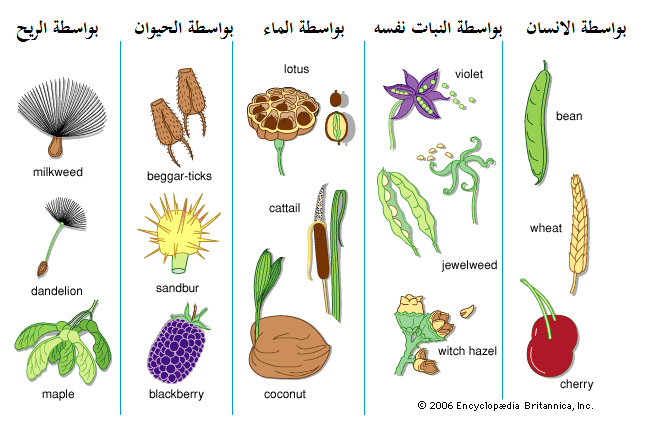 بواسطة الريح
بواسطة الحيوان
بواسطة الماء
بواسطة النبات نفسه
بواسطة الانسان
milkweed
dandelion
maple
beggar-ticks
sandbur
blackberry
lotus
cattail
coconut
violet
jewelweed
witch hazel
bean
wheat
cherry
© 2006 Encyclopædia Britannica, Inc.